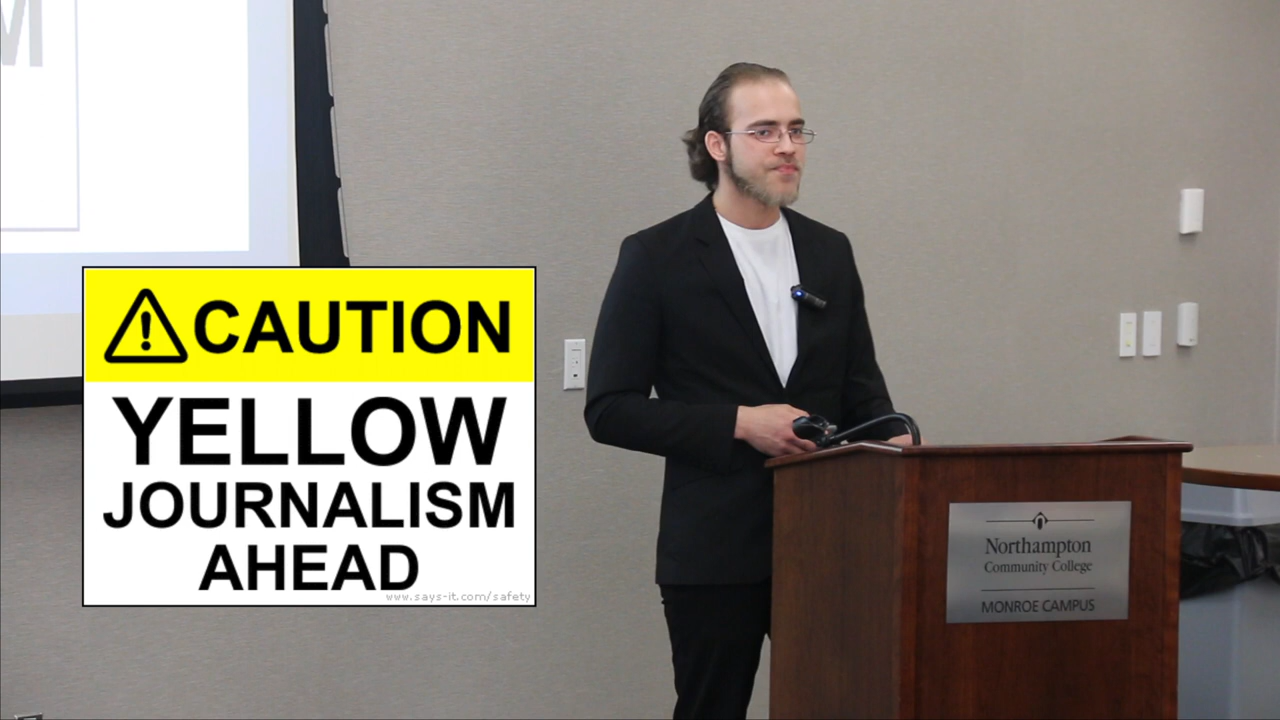 M
CAUTION
YELLOW
JOURNALISM
AHEAD
www.says-it.com/safety
Northampton
Community College
MONROE CAMPUS